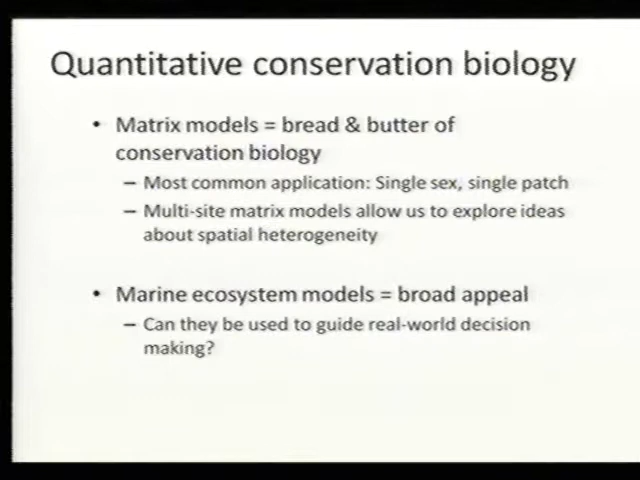 Quantitative conservation biology
• Matrix models = bread & butter of
conservation biology
– Most common application: Single sex, single patch
– Multi-site matrix models allow us to explore ideas
about spatial heterogeneity
• Marine ecosystem models = broad appeal
– Can they be used to guide real-world decision
making?